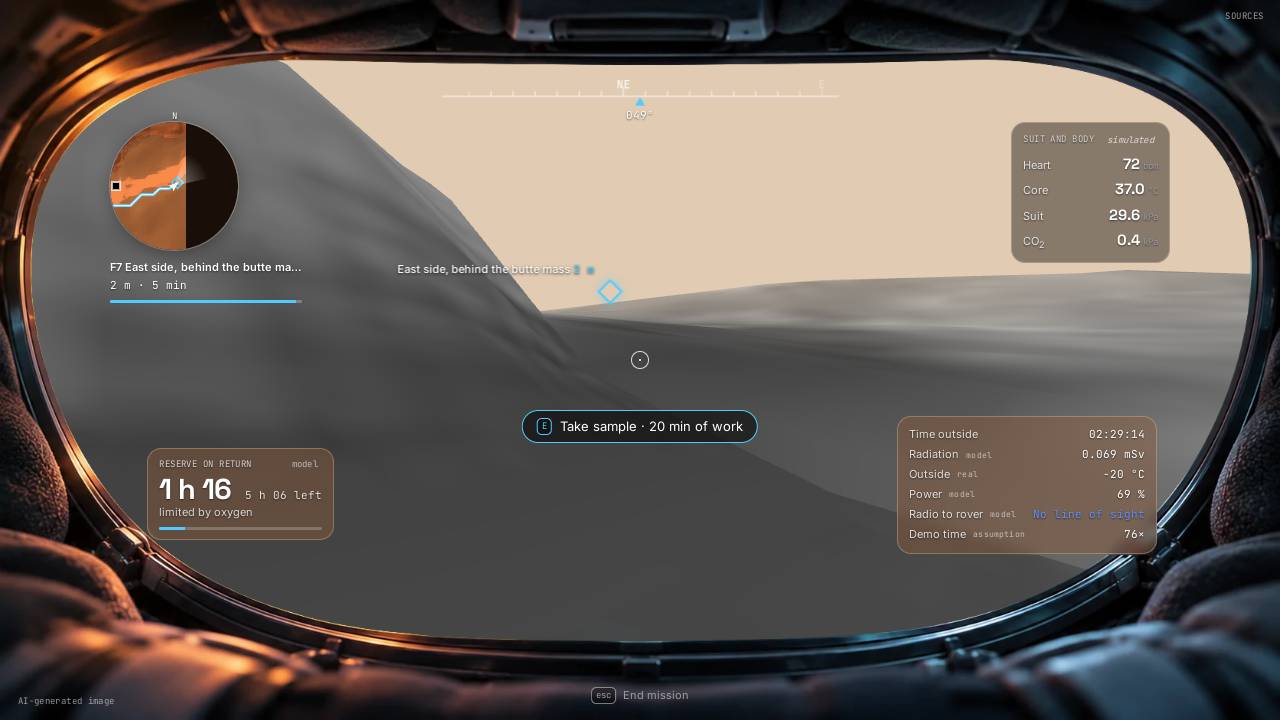 SOURCES
NE
E
049°
N
F7 East side, behind the butte ma...
2 m · 5 min
SUIT AND BODY simulated
Heart 72 bpm
Core 37.0 °C
Suit 29.6 kPa
CO2 0.4 kPa
East side, behind the butte mass 2 m
E Take sample · 20 min of work
RESERVE ON RETURN model
1 h 16 5 h 06 left
limited by oxygen
Time outside 02:29:14
Radiation model 0.069 mSv
Outside real -20 °C
Power model 69 %
Radio to rover model No line of sight
Demo time assumption 76×
esc End mission
AI-generated image